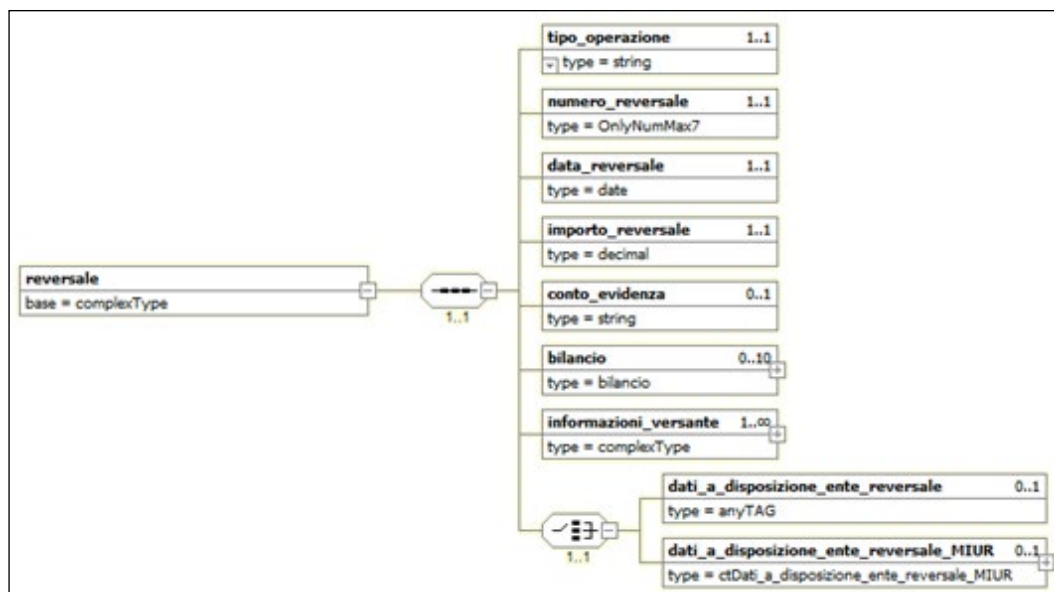 tipo_operazione 1..1
type = string
numero_reversale 1..1
type = OnlyNumMax7
data_reversale 1..1
type = date
importo_reversale 1..1
type = decimal
reversale
base = complexType
1..1
conto_evidenza 0..1
type = string
bilancio 0..10
type = bilancio
informazioni_versante 1..∞
type = complexType
dati_a_disposizione_ente_reversale 0..1
type = anyTAG
1..1
dati_a_disposizione_ente_reversale_MIUR 0..1
type = ctDati_a_disposizione_ente_reversale_MIUR